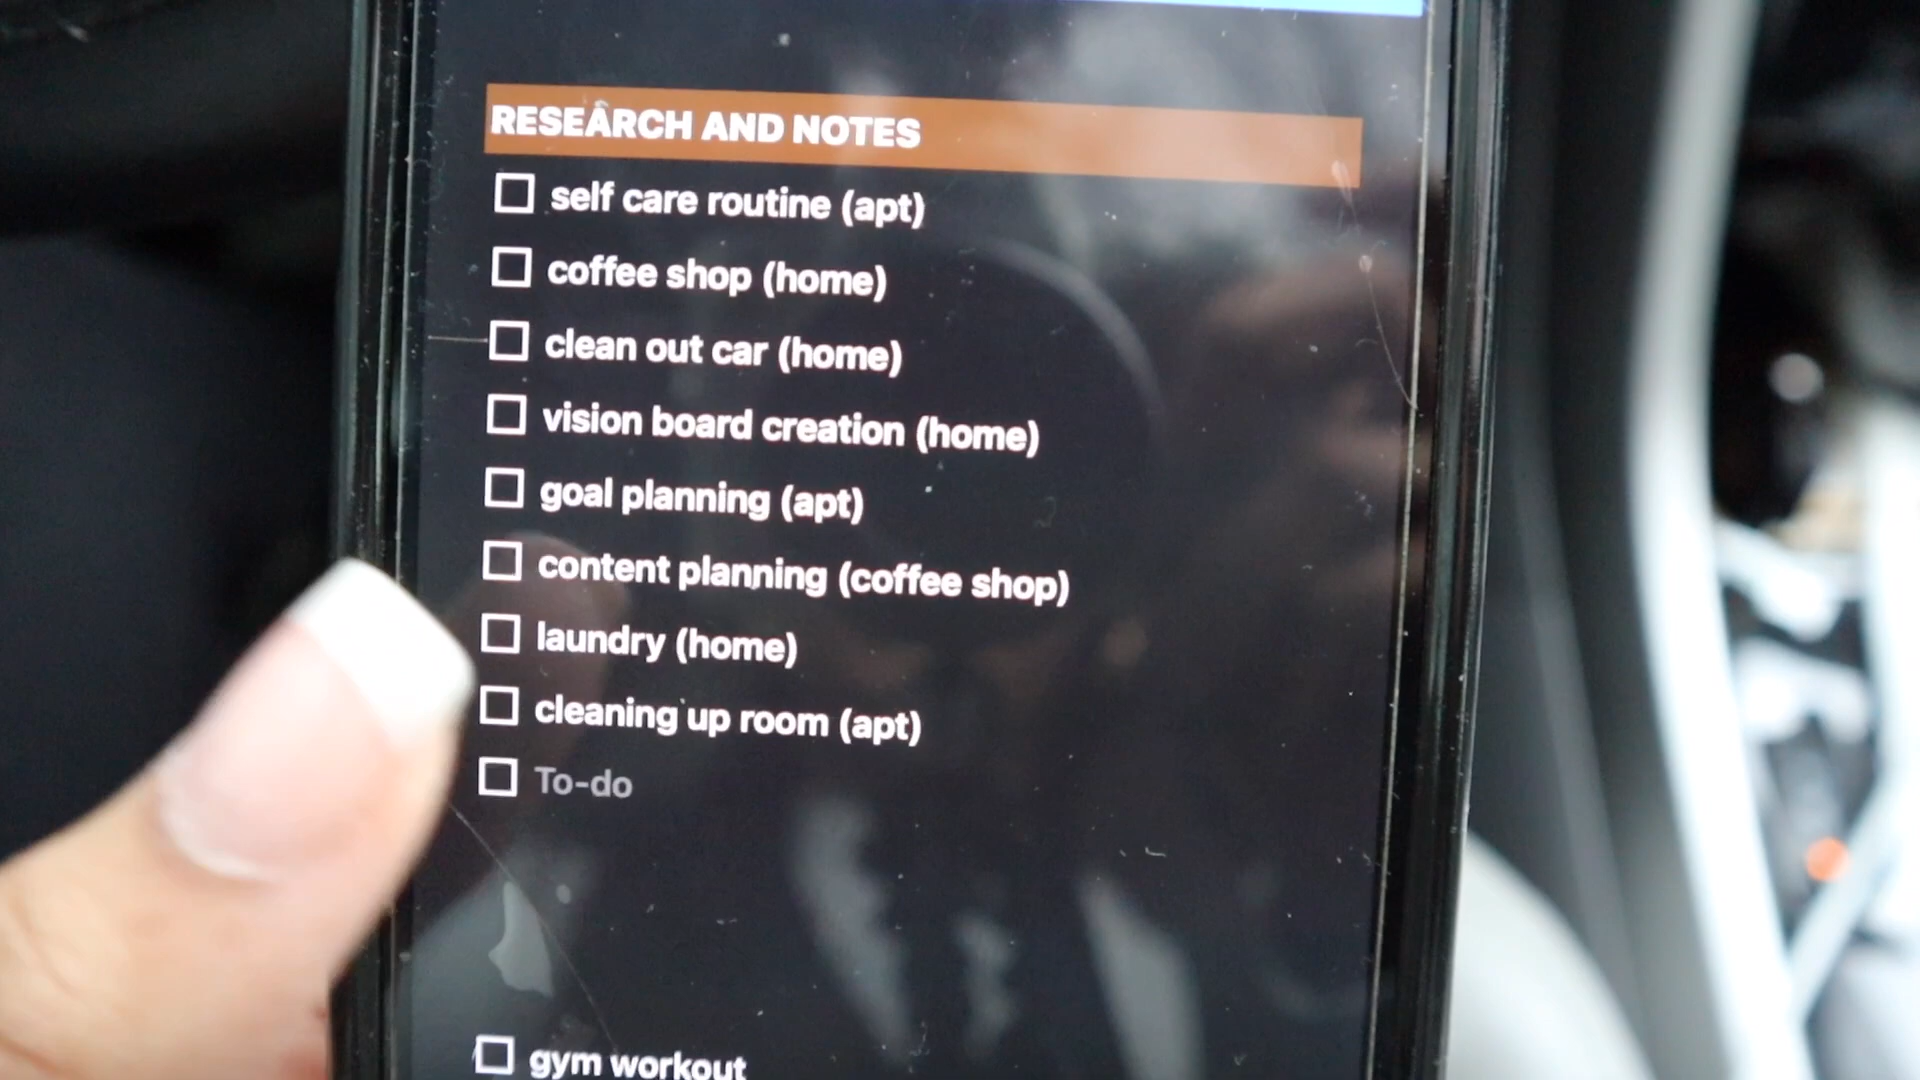 RESEARCH AND NOTES
self care routine (apt)
coffee shop (home)
clean out car (home)
vision board creation (home)
goal planning (apt)
content planning (coffee shop)
laundry (home)
cleaning up room (apt)
To-do
gym workout